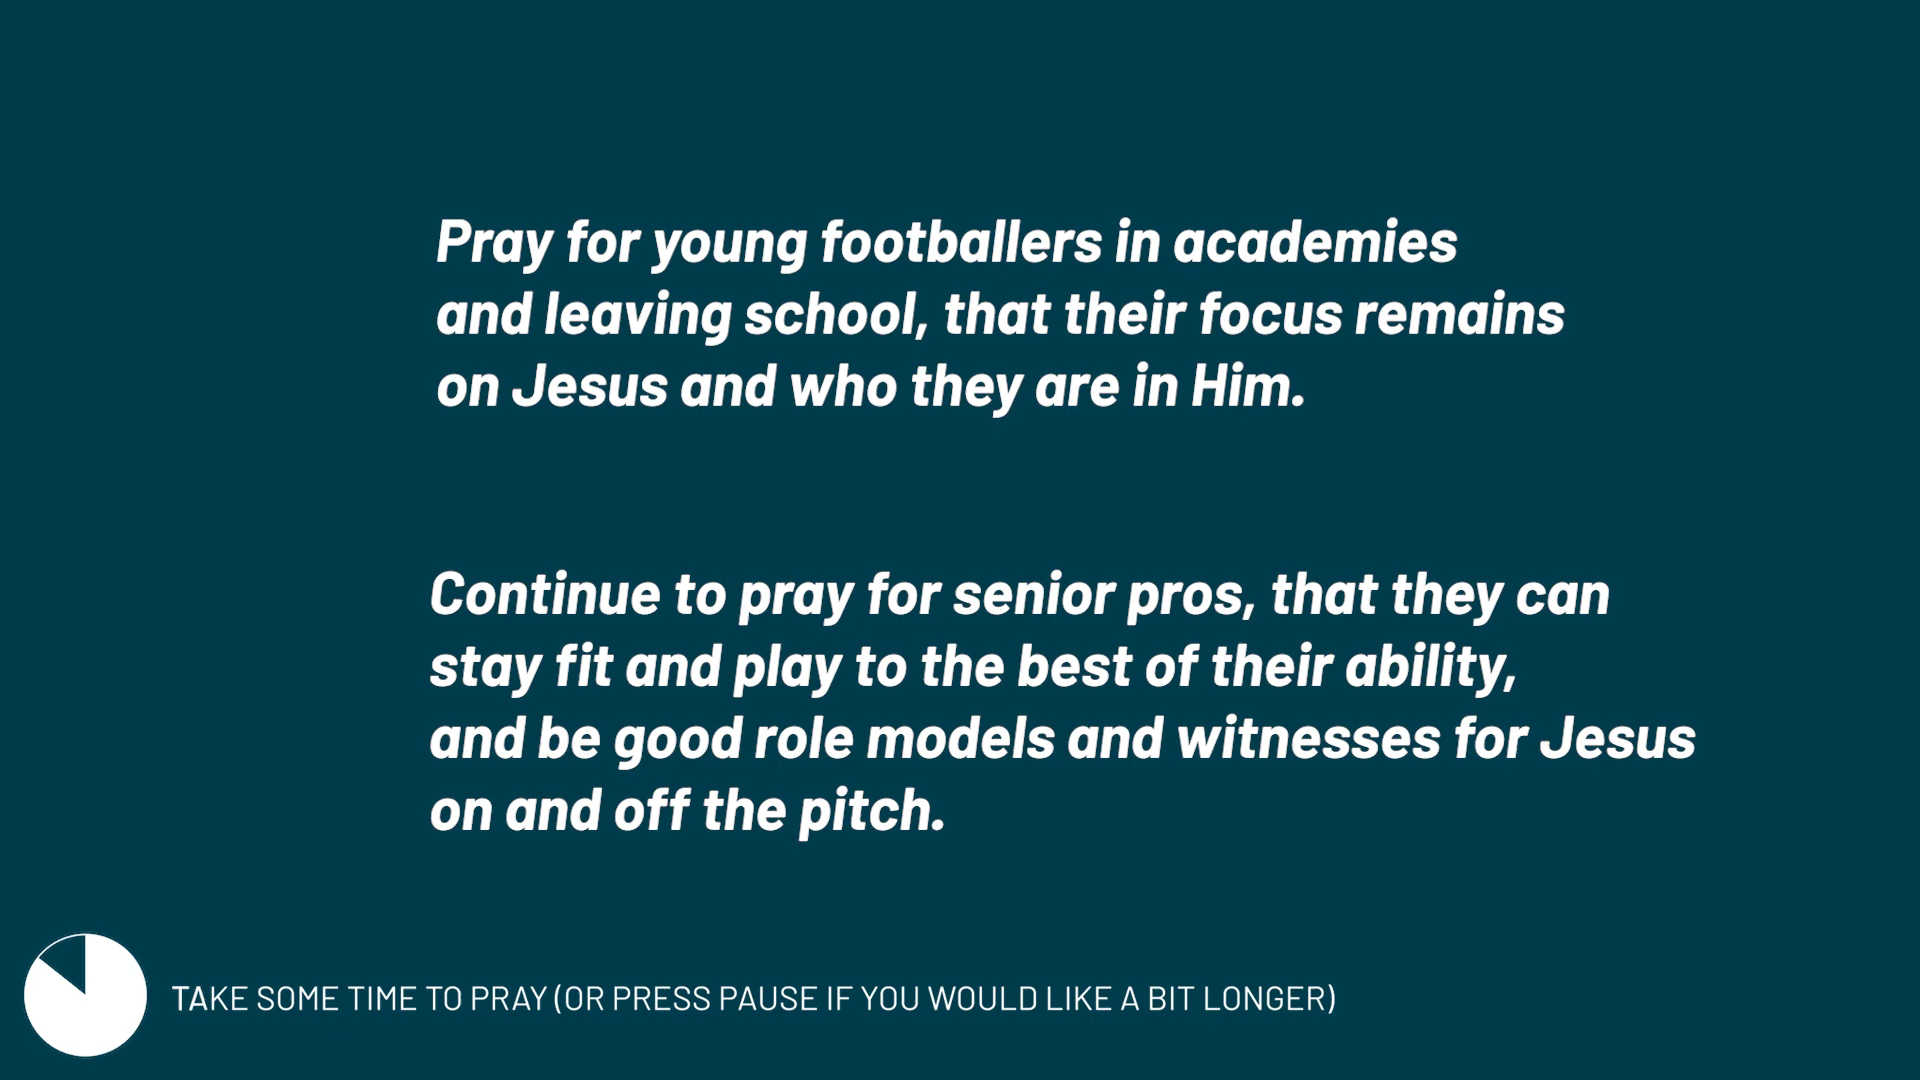 Pray for young footballers in academies
and leaving school, that their focus remains
on Jesus and who they are in Him.
Continue to pray for senior pros, that they can
stay fit and play to the best of their ability,
and be good role models and witnesses for Jesus
on and off the pitch.
TAKE SOME TIME TO PRAY (OR PRESS PAUSE IF YOU WOULD LIKE A BIT LONGER)